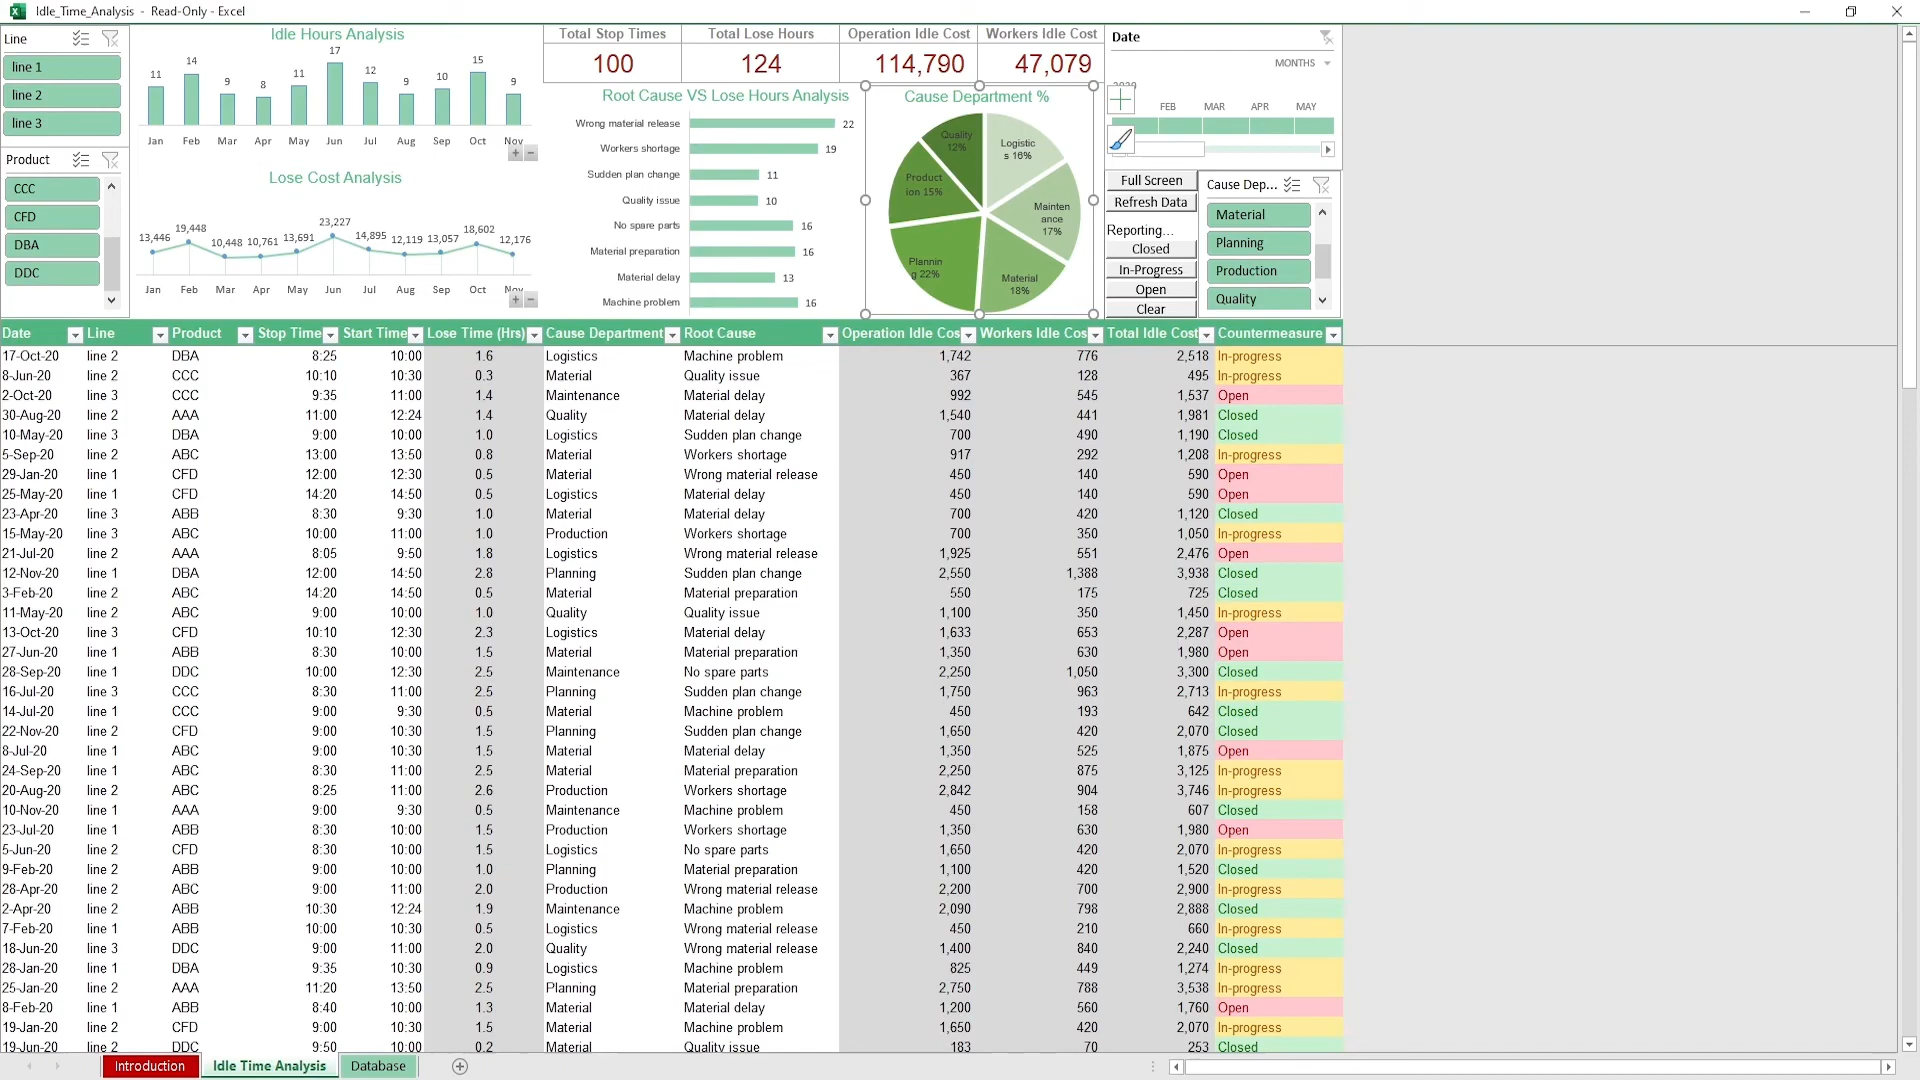 Idle_Time_Analysis - Read-Only - Excel
Line
line 1
line 2
line 3
Product
CCC
CFD
DBA
DDC
Idle Hours Analysis
11 14 9 8 11 17 12 9 10 15 9
Jan Feb Mar Apr May Jun Jul Aug Sep Oct Nov
Lose Cost Analysis
13,446 19,448 10,448 10,761 13,691 23,227 14,895 12,119 13,057 18,602 12,176
Jan Feb Mar Apr May Jun Jul Aug Sep Oct Nov
Total Stop Times Total Lose Hours Operation Idle Cost Workers Idle Cost
100 124 114,790 47,079
Root Cause VS Lose Hours Analysis
Wrong material release 22
Workers shortage 19
Sudden plan change 11
Quality issue 10
No spare parts 16
Material preparation 16
Material delay 13
Machine problem 16
Cause Department %
Quality
12%
Logistic
s 16%
Product
ion 15%
Mainten
ance
17%
Plannin
g 22%
Material
18%
Date
MONTHS
2020
FEB MAR APR MAY
Full Screen
Refresh Data
Reporting...
Closed
In-Progress
Open
Clear
Cause Dep...
Material
Planning
Production
Quality
Date Line Product Stop Time Start Time Lose Time (Hrs) Cause Department Root Cause Operation Idle Cos Workers Idle Cos Total Idle Cost Countermeasure
17-Oct-20 line 2 DBA 8:25 10:00 1.6 Logistics Machine problem 1,742 776 2,518 In-progress
8-Jun-20 line 2 CCC 10:10 10:30 0.3 Material Quality issue 367 128 495 In-progress
2-Oct-20 line 3 CCC 9:35 11:00 1.4 Maintenance Material delay 992 545 1,537 Open
30-Aug-20 line 2 AAA 11:00 12:24 1.4 Quality Material delay 1,540 441 1,981 Closed
10-May-20 line 3 DBA 9:00 10:00 1.0 Logistics Sudden plan change 700 490 1,190 Closed
5-Sep-20 line 2 ABC 13:00 13:50 0.8 Material Workers shortage 917 292 1,208 In-progress
29-Jan-20 line 1 CFD 12:00 12:30 0.5 Material Wrong material release 450 140 590 Open
25-May-20 line 1 CFD 14:20 14:50 0.5 Logistics Material delay 450 140 590 Open
23-Apr-20 line 3 ABB 8:30 9:30 1.0 Material Material delay 700 420 1,120 Closed
15-May-20 line 3 ABC 10:00 11:00 1.0 Production Workers shortage 700 350 1,050 In-progress
21-Jul-20 line 2 AAA 8:05 9:50 1.8 Logistics Wrong material release 1,925 551 2,476 Open
12-Nov-20 line 1 DBA 12:00 14:50 2.8 Planning Sudden plan change 2,550 1,388 3,938 Closed
3-Feb-20 line 2 ABC 14:20 14:50 0.5 Material Material preparation 550 175 725 Closed
11-May-20 line 2 ABC 9:00 10:00 1.0 Quality Quality issue 1,100 350 1,450 In-progress
13-Oct-20 line 3 CFD 10:10 12:30 2.3 Logistics Material delay 1,633 653 2,287 Open
27-Jun-20 line 1 ABB 8:30 10:00 1.5 Material Material preparation 1,350 630 1,980 Open
28-Sep-20 line 1 DDC 10:00 12:30 2.5 Maintenance No spare parts 2,250 1,050 3,300 Closed
16-Jul-20 line 3 CCC 8:30 11:00 2.5 Planning Sudden plan change 1,750 963 2,713 In-progress
14-Jul-20 line 1 CCC 9:00 9:30 0.5 Material Machine problem 450 193 642 Closed
22-Nov-20 line 2 CFD 9:00 10:30 1.5 Planning Sudden plan change 1,650 420 2,070 Closed
8-Jul-20 line 1 ABC 9:00 10:30 1.5 Material Material delay 1,350 525 1,875 Open
24-Sep-20 line 1 ABC 8:30 11:00 2.5 Material Material preparation 2,250 875 3,125 In-progress
20-Aug-20 line 2 ABC 8:25 11:00 2.6 Production Workers shortage 2,842 904 3,746 In-progress
10-Nov-20 line 1 AAA 9:00 9:30 0.5 Maintenance Machine problem 450 158 607 Closed
23-Jul-20 line 1 ABB 8:30 10:00 1.5 Production Workers shortage 1,350 630 1,980 Open
5-Jun-20 line 2 CFD 8:30 10:00 1.5 Logistics No spare parts 1,650 420 2,070 In-progress
9-Feb-20 line 2 ABB 9:00 10:00 1.0 Planning Material preparation 1,100 420 1,520 Closed
28-Apr-20 line 2 ABC 9:00 11:00 2.0 Production Wrong material release 2,200 700 2,900 In-progress
2-Apr-20 line 2 ABB 10:30 12:24 1.9 Maintenance Machine problem 2,090 798 2,888 Closed
7-Feb-20 line 1 ABB 10:00 10:30 0.5 Logistics Wrong material release 450 210 660 In-progress
18-Jun-20 line 3 DDC 9:00 11:00 2.0 Quality Wrong material release 1,400 840 2,240 Closed
28-Jan-20 line 1 DBA 9:35 10:30 0.9 Logistics Machine problem 825 449 1,274 In-progress
25-Jan-20 line 2 AAA 11:20 13:50 2.5 Planning Material preparation 2,750 788 3,538 In-progress
8-Feb-20 line 1 ABB 8:40 10:00 1.3 Material Material delay 1,200 560 1,760 Open
19-Jan-20 line 2 CFD 9:00 10:30 1.5 Material Machine problem 1,650 420 2,070 In-progress
19-Jun-20 line 2 DDC 9:50 10:00 0.2 Material Quality issue 183 70 253 Closed
Introduction Idle Time Analysis Database